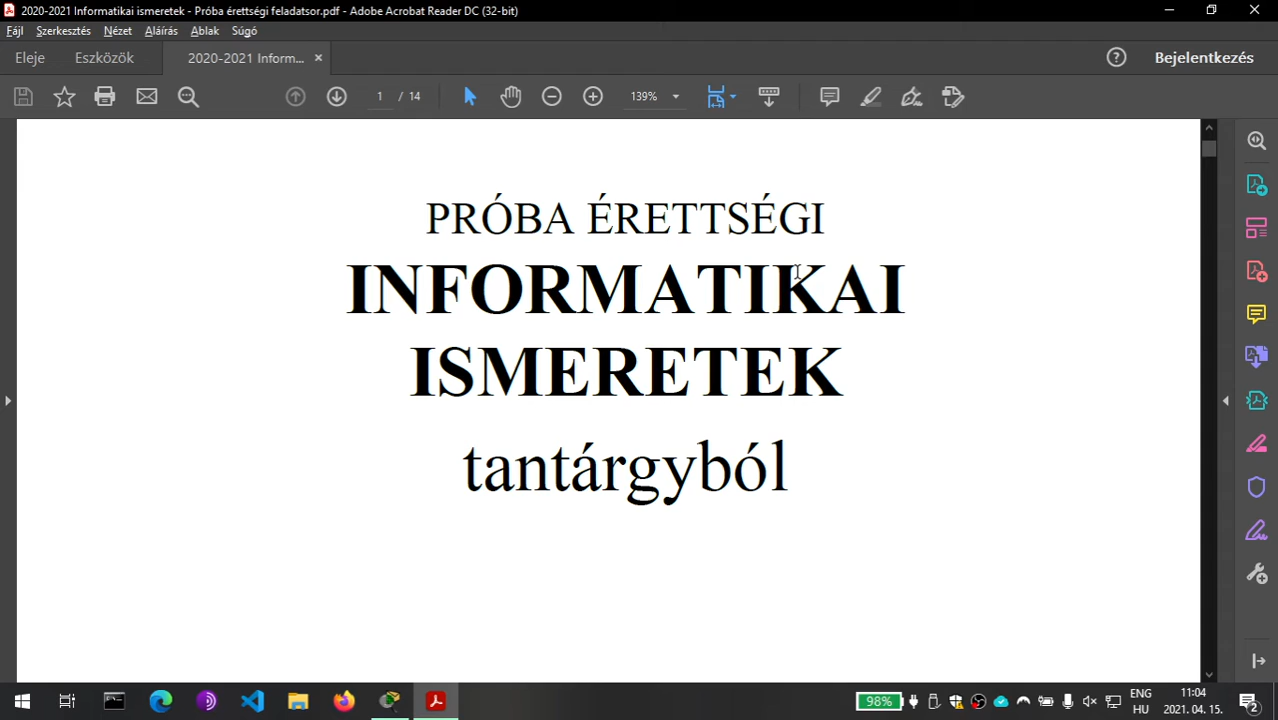 2020-2021 Informatikai ismeretek - Próba érettségi feladatsor.pdf - Adobe Acrobat Reader DC (32-bit)
Fájl Szerkesztés Nézet Aláírás Ablak Súgó
Eleje Eszközök 2020-2021 Inform... × Bejelentkezés
1 / 14 139%
PRÓBA ÉRETTSÉGI
INFORMATIKAI
ISMERETEK
tantárgyból
98% ENG 11:04
HU 2021. 04. 15. 2